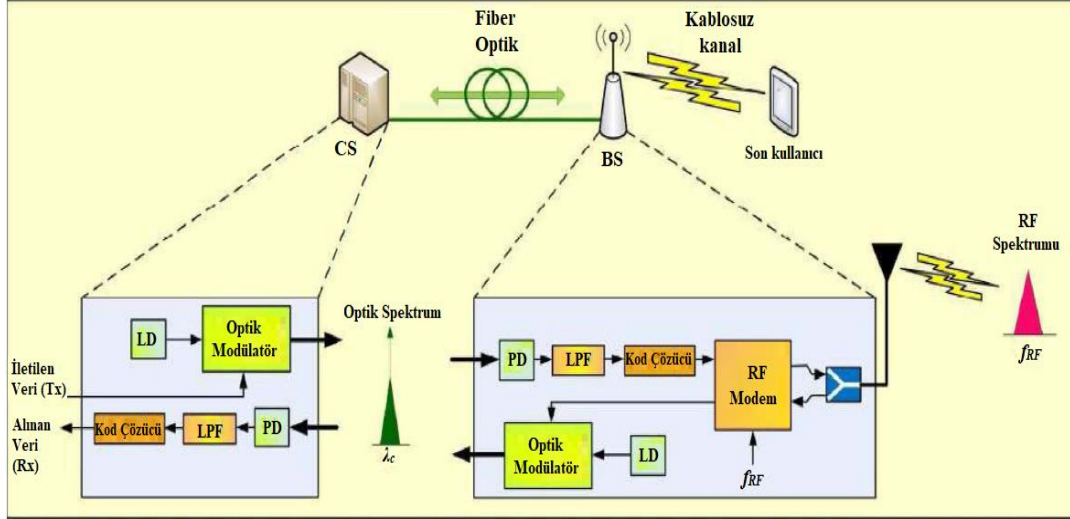 Fiber
Optik
Kablosuz
kanal
CS
BS
Son kullanıcı
RF
Spektrumu
fRF
Optik Spektrum
λc
LD
Optik
Modülatör
İletilen
Veri (Tx)
Alınan
Veri
(Rx)
Kod Çözücü
LPF
PD
PD
LPF
Kod Çözücü
RF
Modem
Optik
Modülatör
LD
fRF